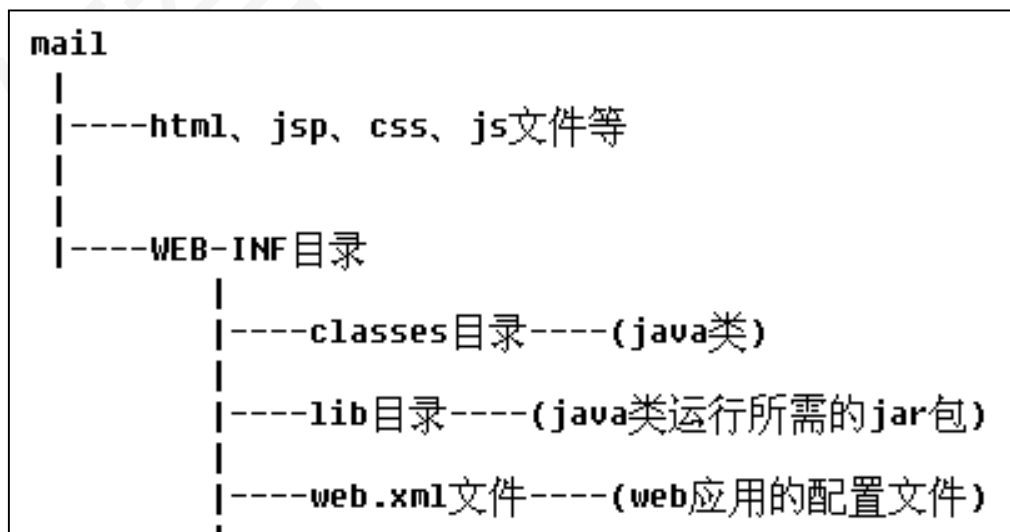 mail
|
|----html、jsp、css、js文件等
|
|
|----WEB-INF目录
|
|----classes目录----(java类)
|
|----lib目录----(java类运行所需的jar包)
|
|----web.xml文件----(web应用的配置文件)
|